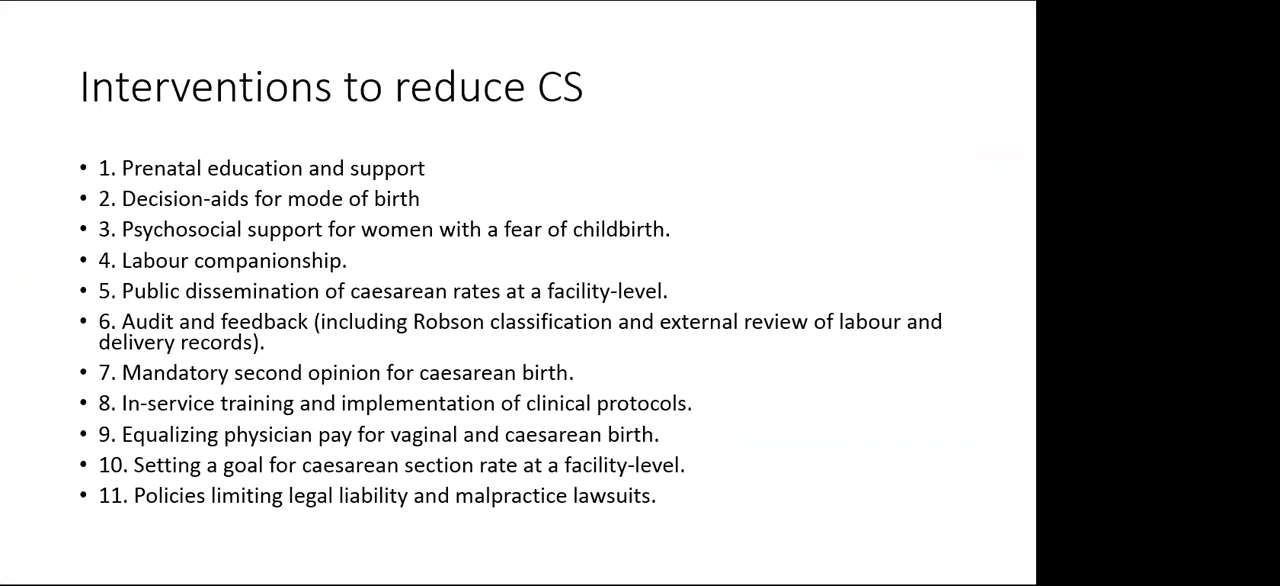 Interventions to reduce CS
• 1. Prenatal education and support
• 2. Decision-aids for mode of birth
• 3. Psychosocial support for women with a fear of childbirth.
• 4. Labour companionship.
• 5. Public dissemination of caesarean rates at a facility-level.
• 6. Audit and feedback (including Robson classification and external review of labour and
delivery records).
• 7. Mandatory second opinion for caesarean birth.
• 8. In-service training and implementation of clinical protocols.
• 9. Equalizing physician pay for vaginal and caesarean birth.
• 10. Setting a goal for caesarean section rate at a facility-level.
• 11. Policies limiting legal liability and malpractice lawsuits.